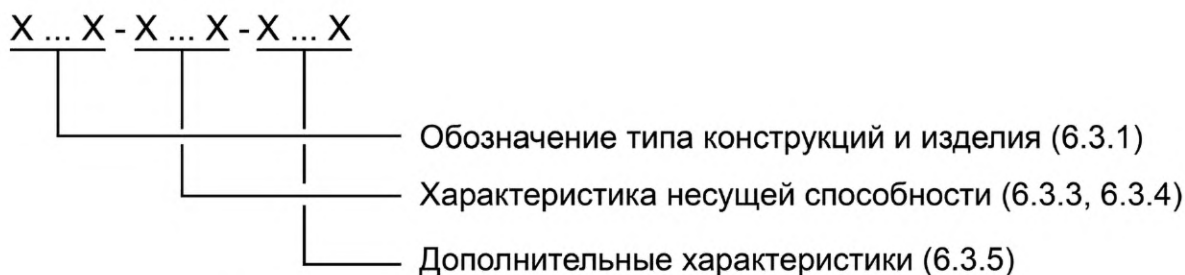 X ... X - X ... X - X ... X
Обозначение типа конструкций и изделия (6.3.1)
Характеристика несущей способности (6.3.3, 6.3.4)
Дополнительные характеристики (6.3.5)